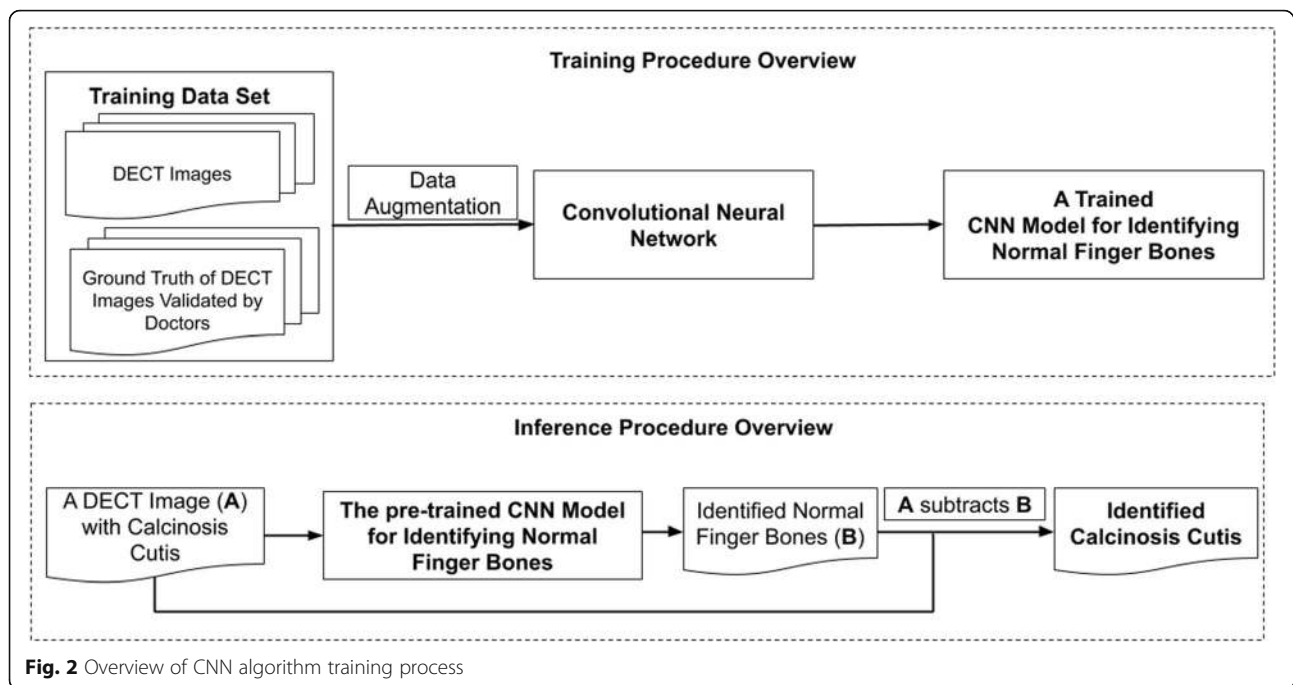 Training Procedure Overview
Training Data Set
DECT Images
Ground Truth of DECT
Images Validated by
Doctors
Data
Augmentation
Convolutional Neural
Network
A Trained
CNN Model for Identifying
Normal Finger Bones
Inference Procedure Overview
A DECT Image (A)
with Calcinosis
Cutis
The pre-trained CNN Model
for Identifying Normal
Finger Bones
Identified Normal
Finger Bones (B)
A subtracts B
Identified
Calcinosis Cutis
Fig. 2 Overview of CNN algorithm training process